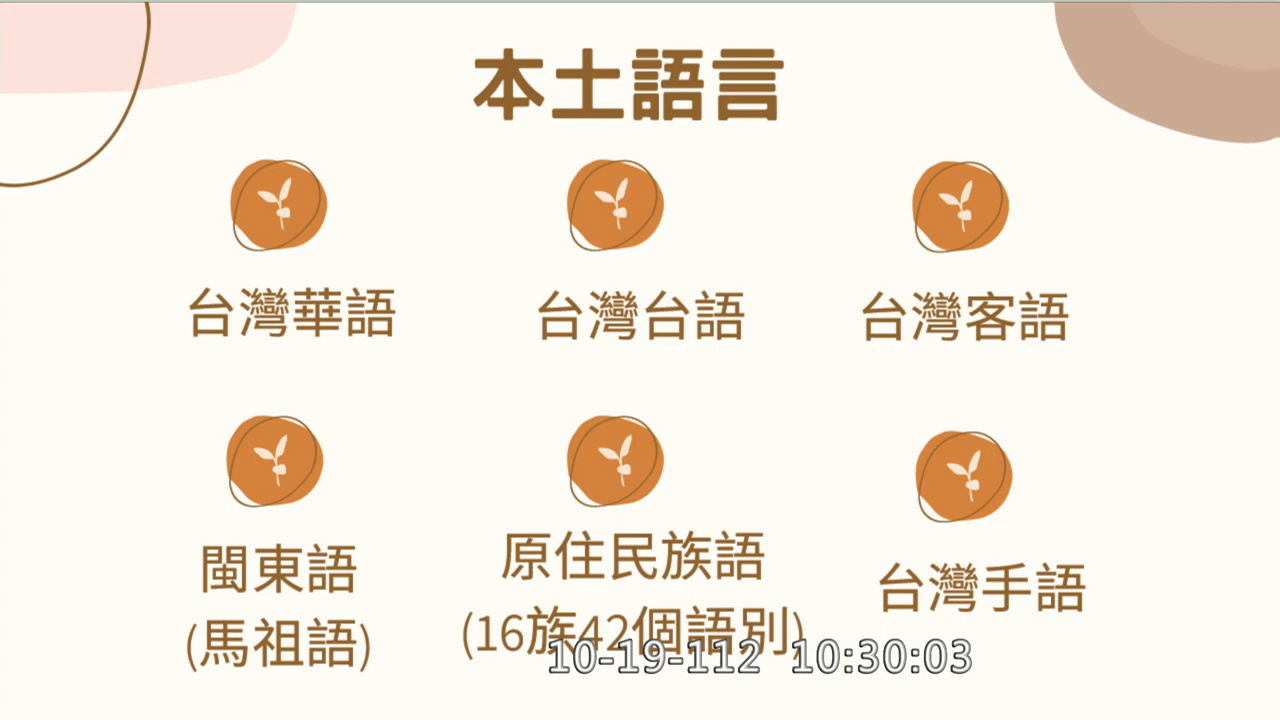 本土語言
台灣華語
台灣台語
台灣客語
閩東語
(馬祖語)
原住民族語
(16族42個語別)
台灣手語
10-19-112 10:30:03